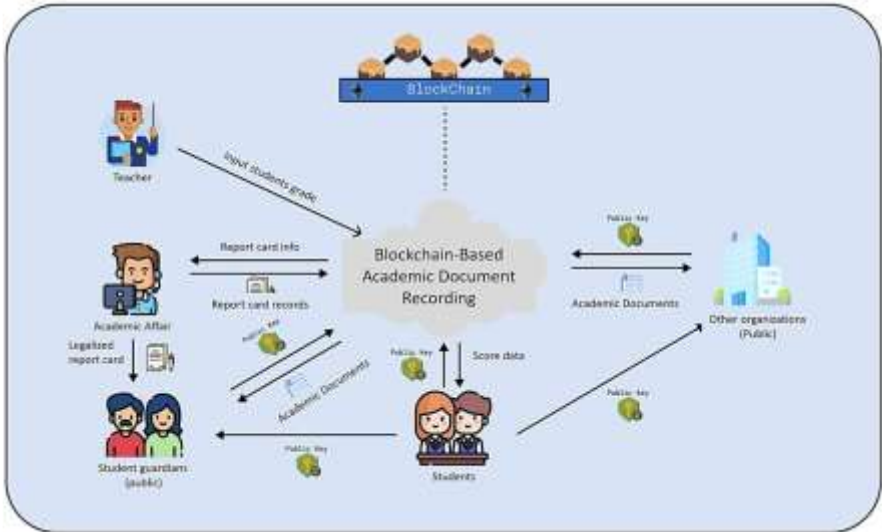 BlockChain
Teacher
Input students grade
Public Key
Report card info
Blockchain-Based
Academic Document
Recording
Report card records
Academic Documents
Academic Affair
Other organizations
(Public)
Legalized
report card
Public Key
Academic Documents
Public Key
Score data
Public Key
Public Key
Student guardians
(public)
Students